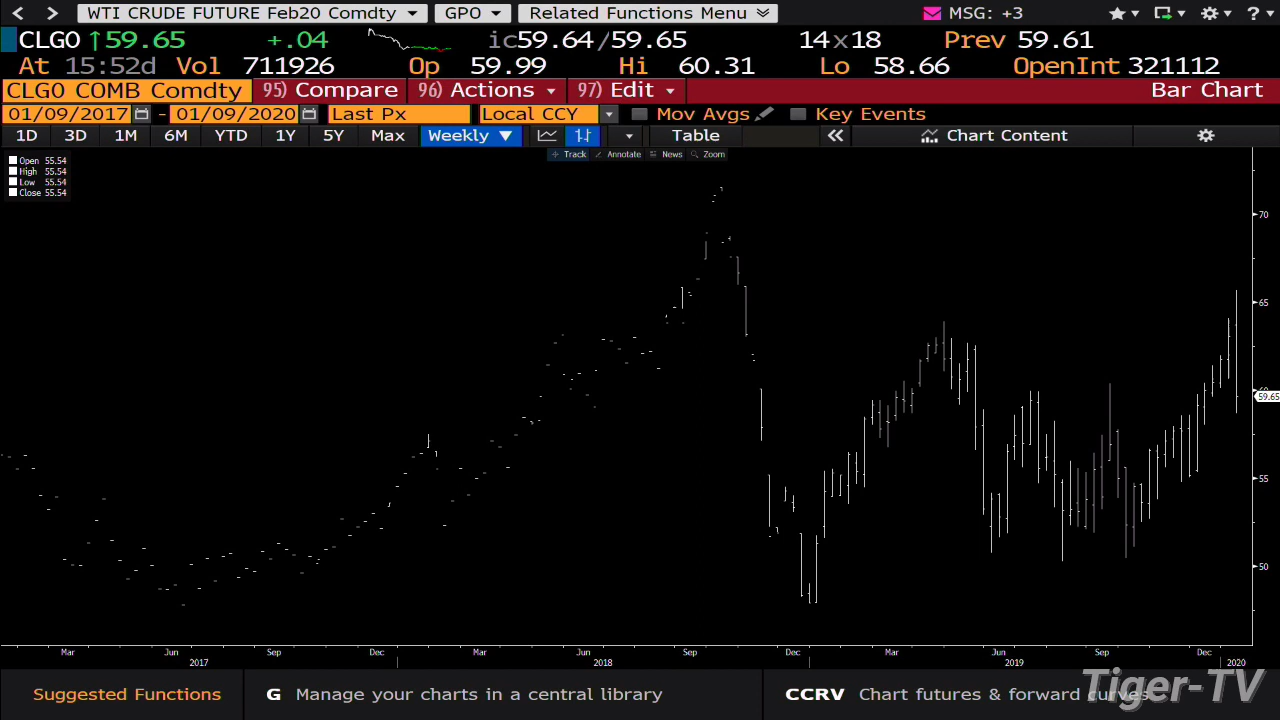 WTI CRUDE FUTURE Feb20 Comdty GPO Related Functions Menu MSG: +3 ?
CLG0 ↑59.65 +.04 ic59.64/59.65 14x18 Prev 59.61
At 15:52d Vol 711926 Op 59.99 Hi 60.31 Lo 58.66 OpenInt 321112
CLG0 COMB Comdty 95) Compare 96) Actions 97) Edit Bar Chart
01/09/2017 - 01/09/2020 Last Px Local CCY Mov Avgs Key Events
1D 3D 1M 6M YTD 1Y 5Y Max Weekly ▼ Table « Chart Content
Track Annotate News Zoom
Open 55.54
High 55.54
Low 55.54
Close 55.54
70
65
60
59.65
55
50
Mar Jun Sep Dec Mar Jun Sep Dec Mar Jun Sep Dec
2017 2018 2019 2020
Suggested Functions G Manage your charts in a central library CCRV Chart futures & forward curves
Tiger-TV